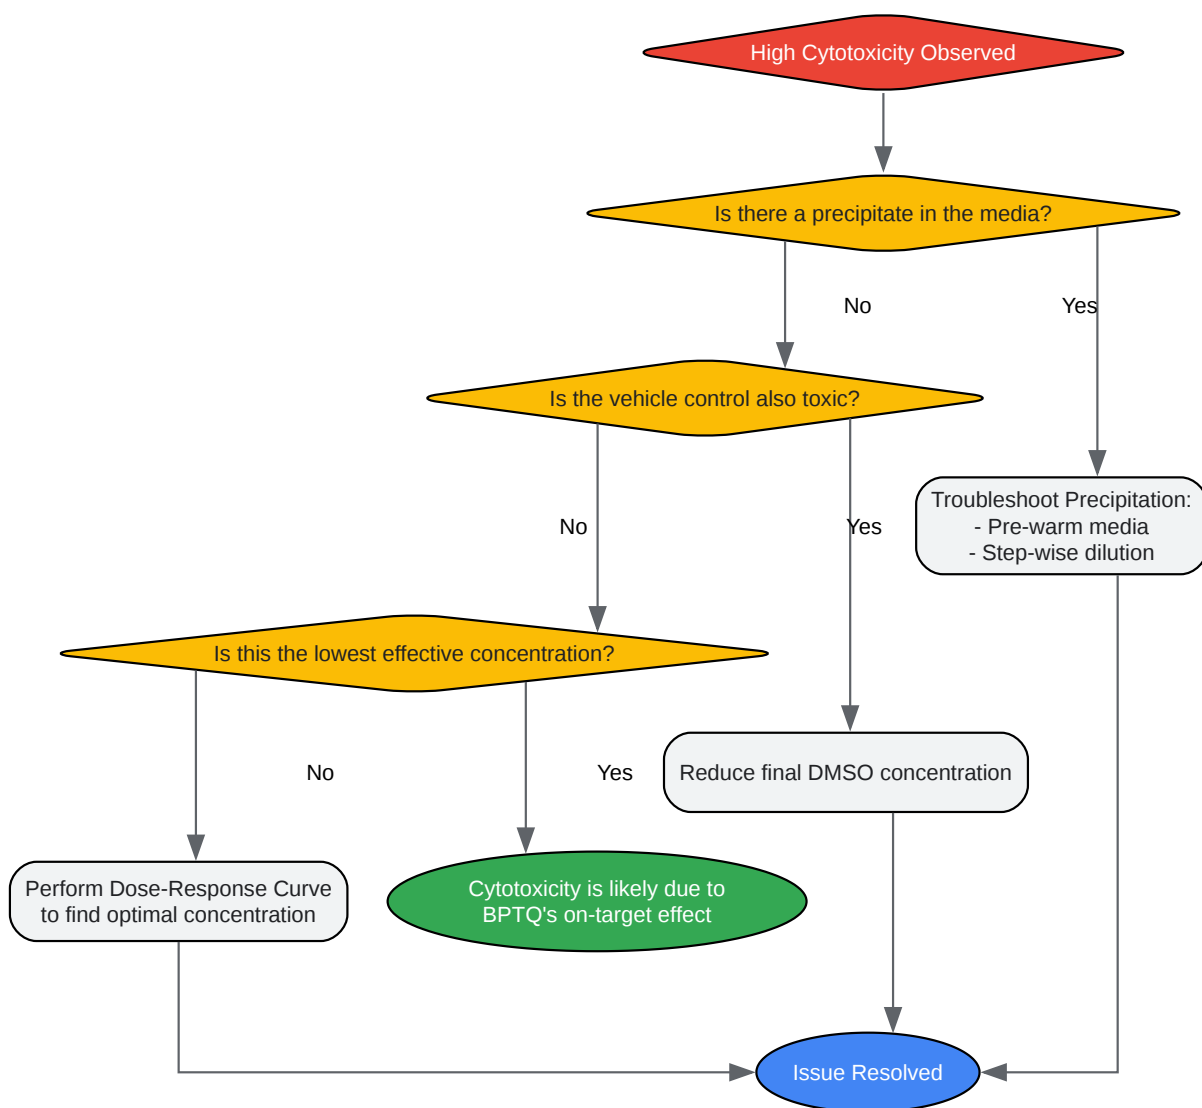 High Cytotoxicity Observed
Is there a precipitate in the media?
No
Yes
Is the vehicle control also toxic?
Troubleshoot Precipitation:
- Pre-warm media
- Step-wise dilution
No
Yes
Is this the lowest effective concentration?
No
Yes
Reduce final DMSO concentration
Perform Dose-Response Curve
to find optimal concentration
Cytotoxicity is likely due to
BPTQ's on-target effect
Issue Resolved